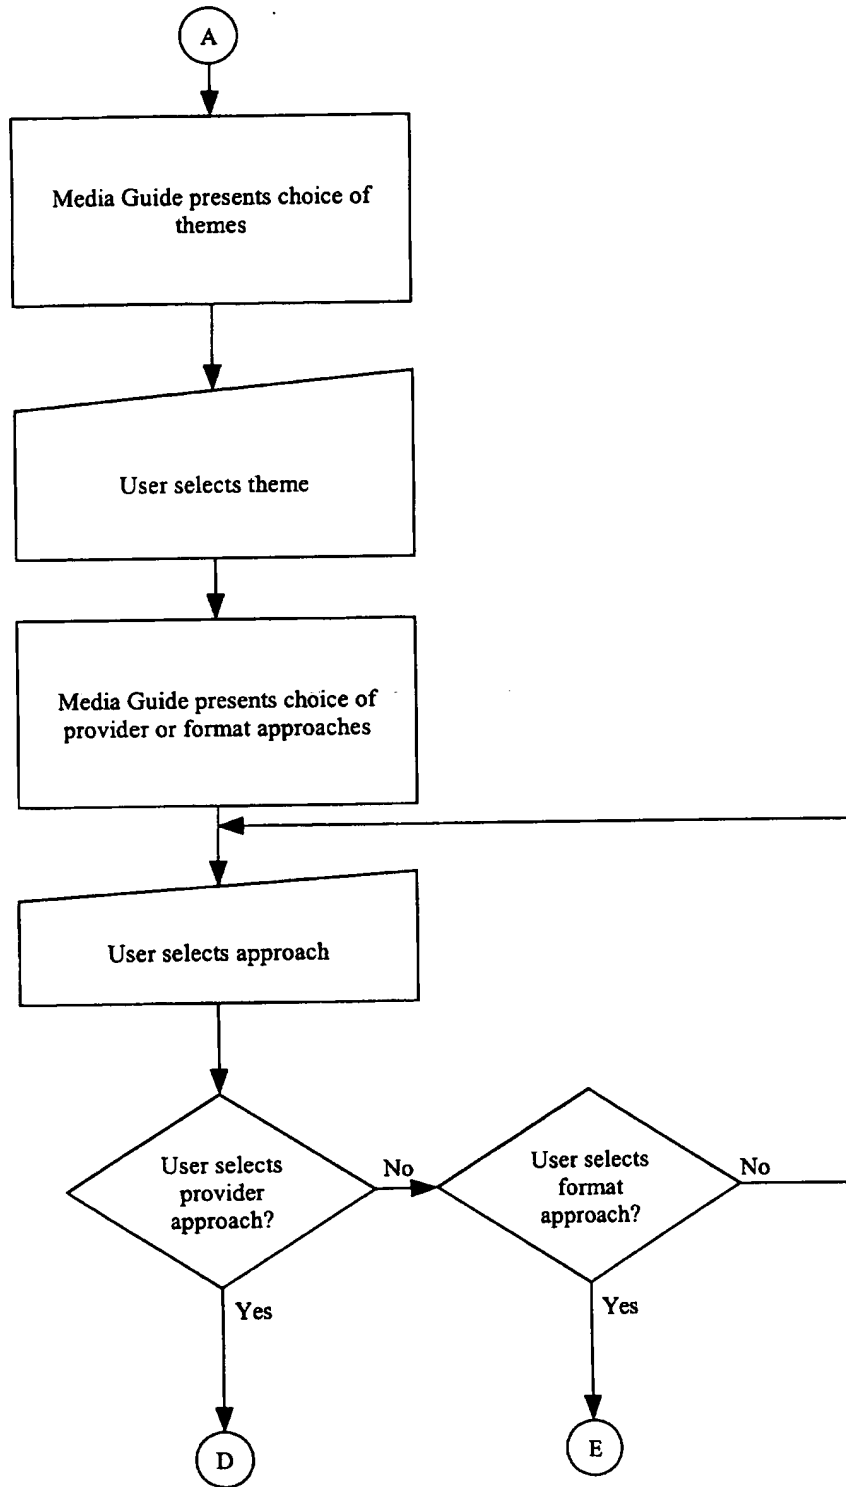 A
Media Guide presents choice of
themes
User selects theme
Media Guide presents choice of
provider or format approaches
User selects approach
User selects
provider
approach?
No
User selects
format
approach?
No
Yes
Yes
D
E